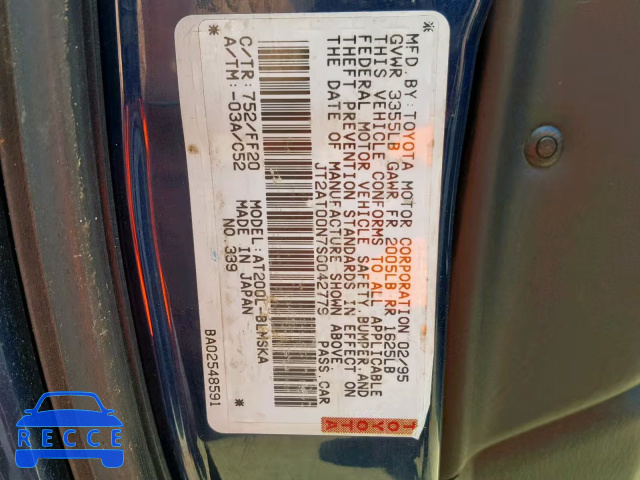 MFD. BY: TOYOTA MOTOR CORPORATION 02/95
GVWR 3355LB GAWR FR 2005LB RR 1625LB
THIS VEHICLE CONFORMS TO ALL APPLICABLE
FEDERAL MOTOR VEHICLE SAFETY, BUMPER, AND
THEFT PREVENTION STANDARDS IN EFFECT ON
THE DATE OF MANUFACTURE SHOWN ABOVE.
JT2AT00N7S0042779 PASS.CAR
*JT2AT00N7S0042779*
C/TR: 752/FF20 MODEL: AT200L-BLMSKA
A/TM: -03A/C52 MADE IN JAPAN
NO.339
TOYOTA
TOYOTA
BA02548591
RECCE